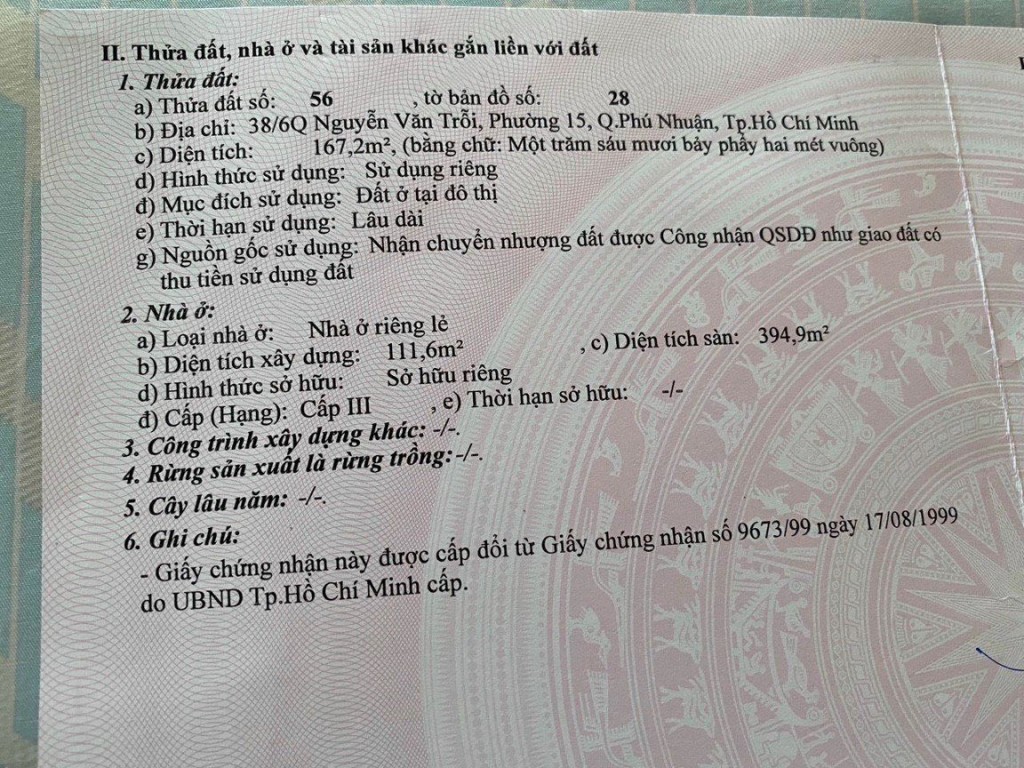 II. Thửa đất, nhà ở và tài sản khác gắn liền với đất
1. Thửa đất:
a) Thửa đất số: 56 , tờ bản đồ số: 28
b) Địa chỉ: 38/6Q Nguyễn Văn Trỗi, Phường 15, Q.Phú Nhuận, Tp.Hồ Chí Minh
c) Diện tích: 167,2m², (bằng chữ: Một trăm sáu mươi bảy phẩy hai mét vuông)
d) Hình thức sử dụng: Sử dụng riêng
đ) Mục đích sử dụng: Đất ở tại đô thị
e) Thời hạn sử dụng: Lâu dài
g) Nguồn gốc sử dụng: Nhận chuyển nhượng đất được Công nhận QSDĐ như giao đất có
thu tiền sử dụng đất
2. Nhà ở:
a) Loại nhà ở: Nhà ở riêng lẻ
b) Diện tích xây dựng: 111,6m² , c) Diện tích sàn: 394,9m²
d) Hình thức sở hữu: Sở hữu riêng
đ) Cấp (Hạng): Cấp III , e) Thời hạn sở hữu: -/-
3. Công trình xây dựng khác: -/-.
4. Rừng sản xuất là rừng trồng: -/-.
5. Cây lâu năm: -/-.
6. Ghi chú:
- Giấy chứng nhận này được cấp đổi từ Giấy chứng nhận số 9673/99 ngày 17/08/1999
do UBND Tp.Hồ Chí Minh cấp.